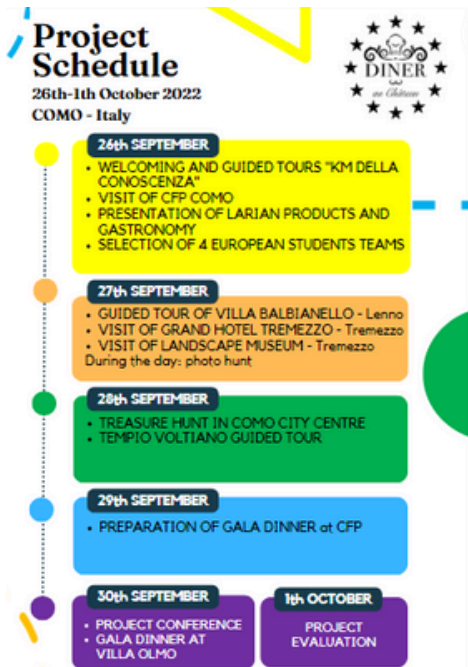 Project
Schedule
26th-1th October 2022
COMO - Italy
DINER
au Château
26th SEPTEMBER
• WELCOMING AND GUIDED TOURS "KM DELLA
CONOSCENZA"
• VISIT OF CFP COMO
• PRESENTATION OF LARIAN PRODUCTS AND
GASTRONOMY
• SELECTION OF 4 EUROPEAN STUDENTS TEAMS
27th SEPTEMBER
• GUIDED TOUR OF VILLA BALBIANELLO - Lenno
• VISIT OF GRAND HOTEL TREMEZZO - Tremezzo
• VISIT OF LANDSCAPE MUSEUM - Tremezzo
During the day: photo hunt
28th SEPTEMBER
• TREASURE HUNT IN COMO CITY CENTRE
• TEMPIO VOLTIANO GUIDED TOUR
29th SEPTEMBER
• PREPARATION OF GALA DINNER at CFP
30th SEPTEMBER
• PROJECT CONFERENCE
• GALA DINNER AT
VILLA OLMO
1th OCTOBER
PROJECT
EVALUATION